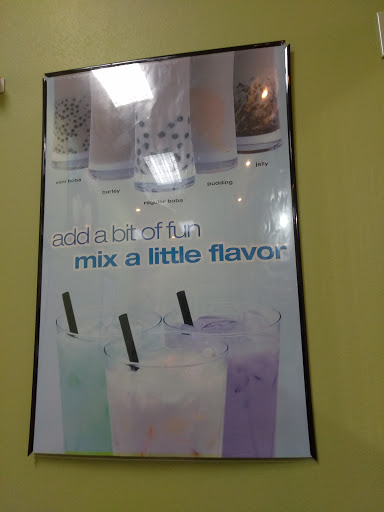 mini boba
barley
regular boba
pudding
jelly
add a bit of fun
mix a little flavor